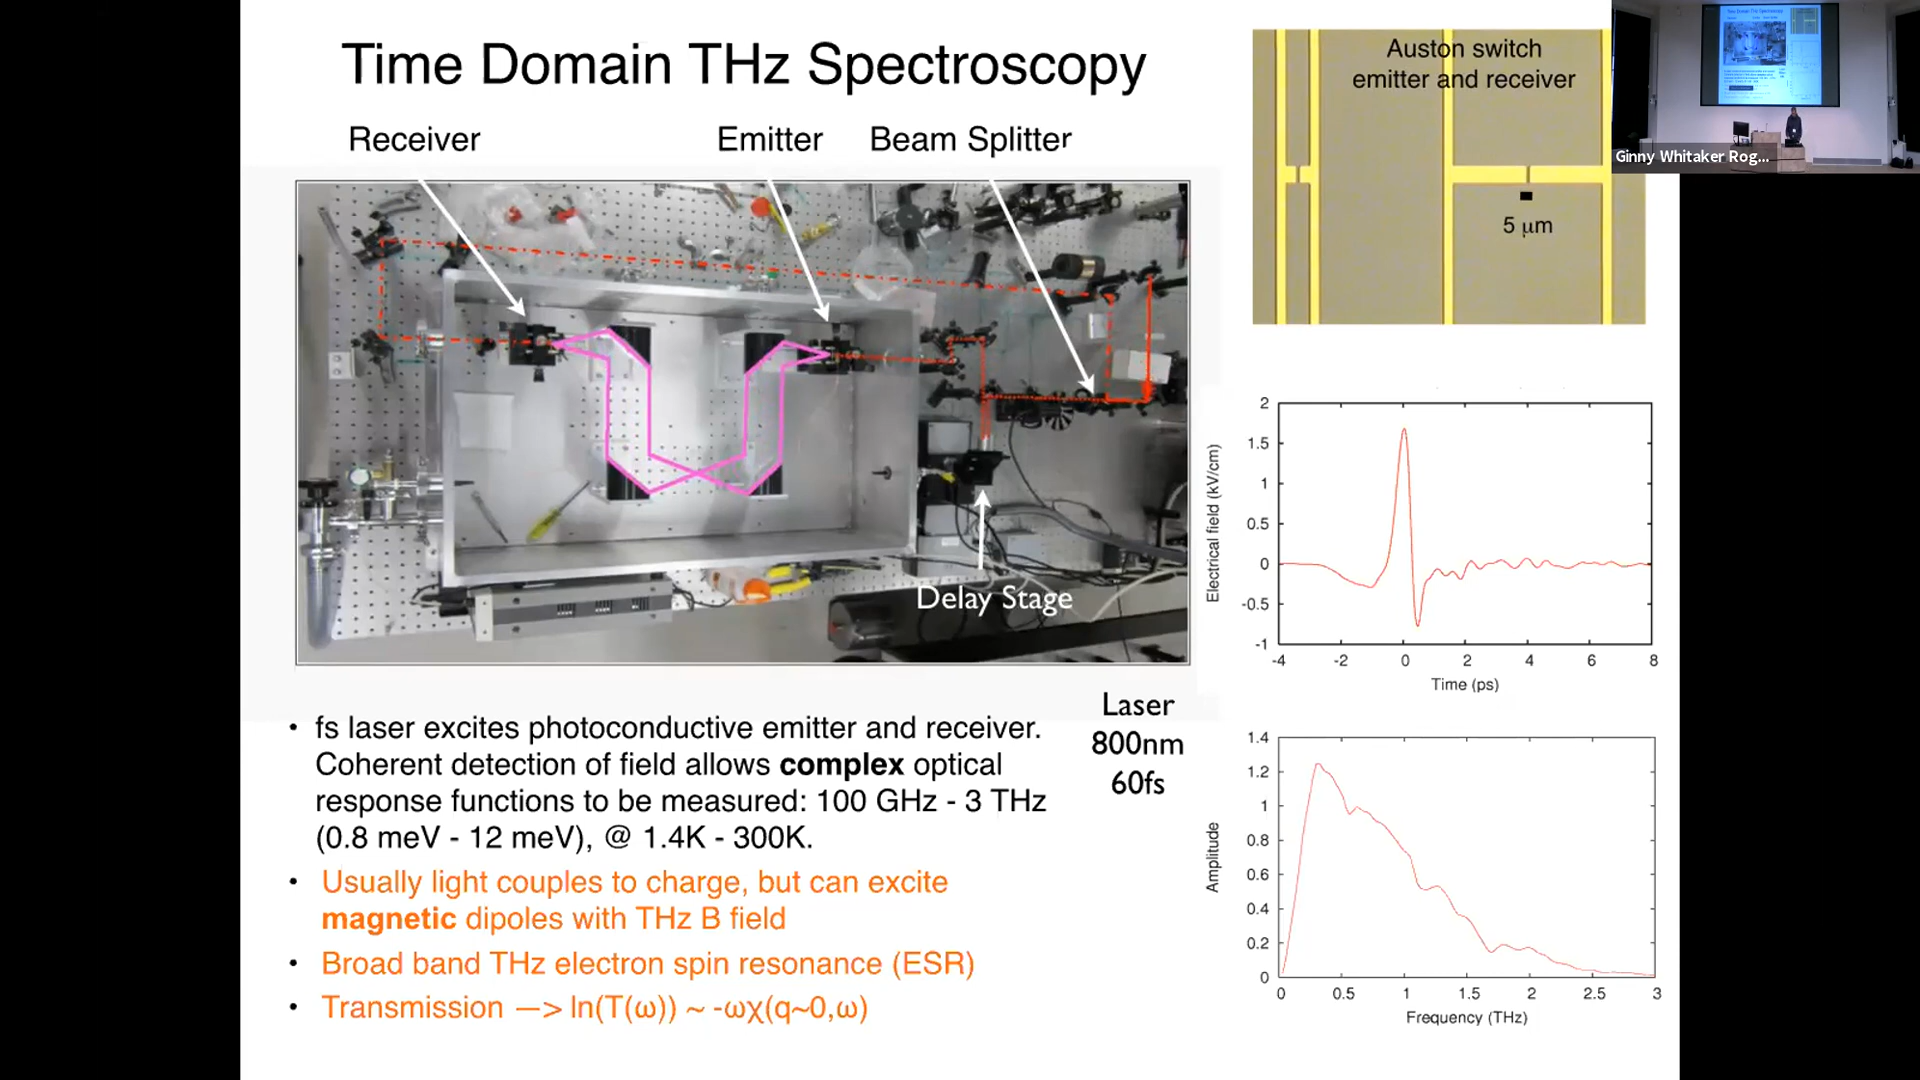 Time Domain THz Spectroscopy
Receiver
Emitter
Beam Splitter
Delay Stage
Auston switch
emitter and receiver
5 μm
Ginny Whitaker Rog...
Laser
800nm
60fs
• fs laser excites photoconductive emitter and receiver.
Coherent detection of field allows complex optical
response functions to be measured: 100 GHz - 3 THz
(0.8 meV - 12 meV), @ 1.4K - 300K.
• Usually light couples to charge, but can excite
magnetic dipoles with THz B field
• Broad band THz electron spin resonance (ESR)
• Transmission —> ln(T(ω)) ~ -ωχ(q~0,ω)
Electrical field (kV/cm)
2
1.5
1
0.5
0
-0.5
-1
-4 -2 0 2 4 6 8
Time (ps)
Amplitude
1.4
1.2
1
0.8
0.6
0.4
0.2
0
0 0.5 1 1.5 2 2.5 3
Frequency (THz)